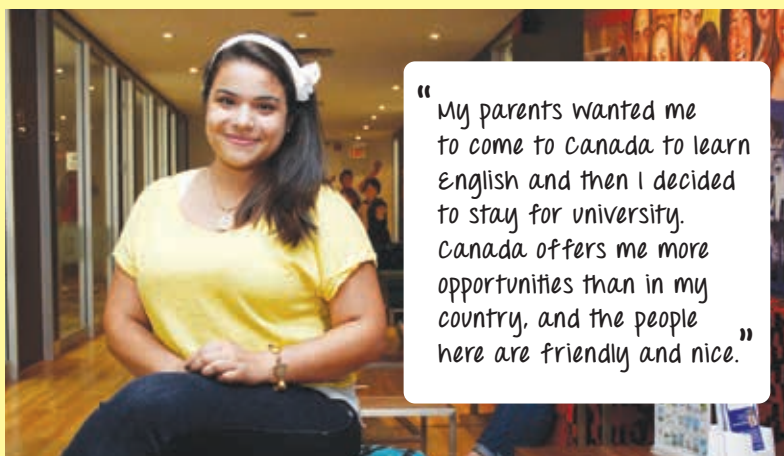 “My parents wanted me
to come to Canada to learn
English and then I decided
to stay for university.
Canada offers me more
opportunities than in my
country, and the people
here are friendly and nice.”